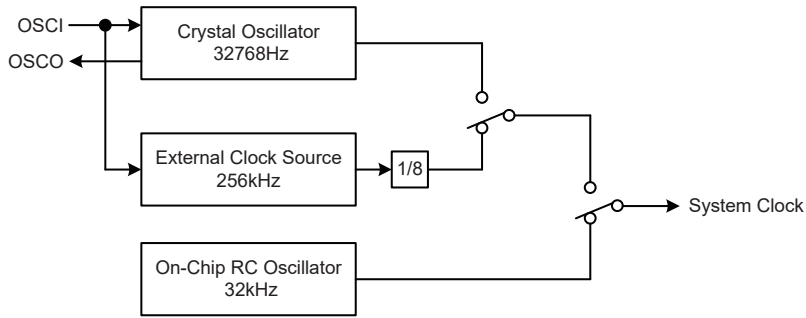 OSCI
OSCO
Crystal Oscillator
32768Hz
External Clock Source
256kHz
1/8
System Clock
On-Chip RC Oscillator
32kHz